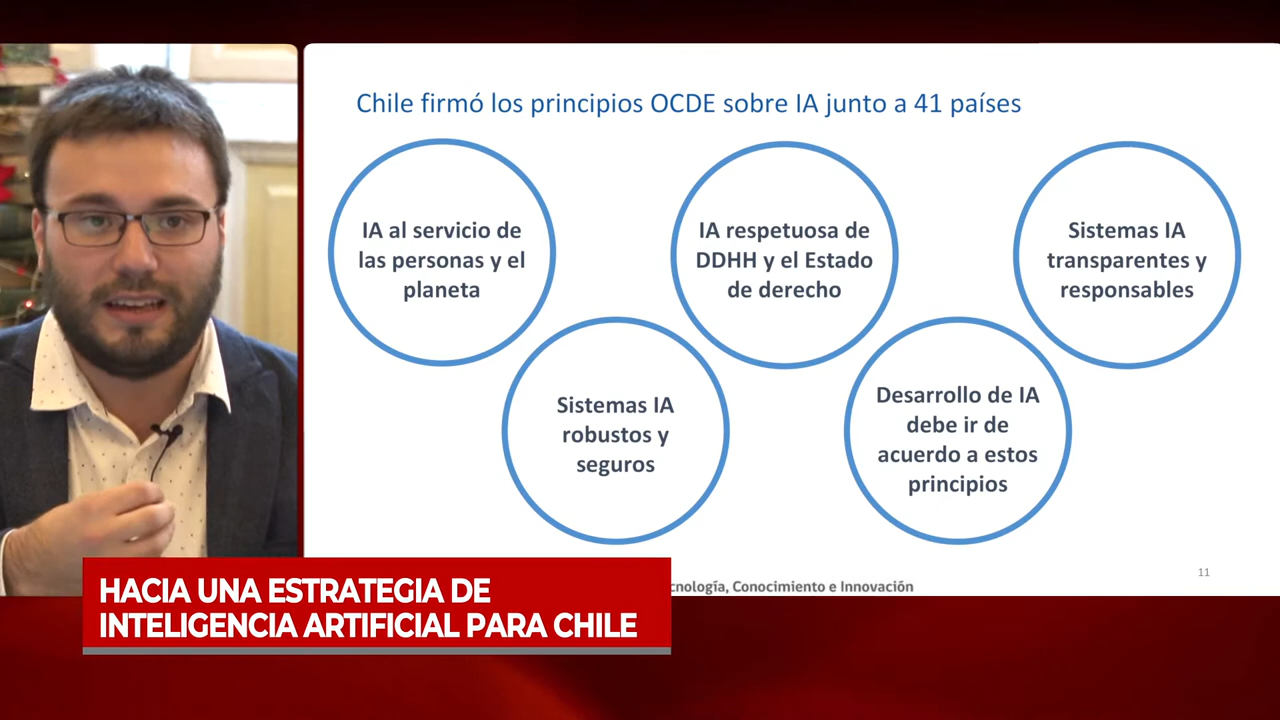 Chile firmó los principios OCDE sobre IA junto a 41 países
IA al servicio de
las personas y el
planeta
IA respetuosa de
DDHH y el Estado
de derecho
Sistemas IA
transparentes y
responsables
Sistemas IA
robustos y
seguros
Desarrollo de IA
debe ir de
acuerdo a estos
principios
11
Conocimiento e Innovación
HACIA UNA ESTRATEGIA DE
INTELIGENCIA ARTIFICIAL PARA CHILE